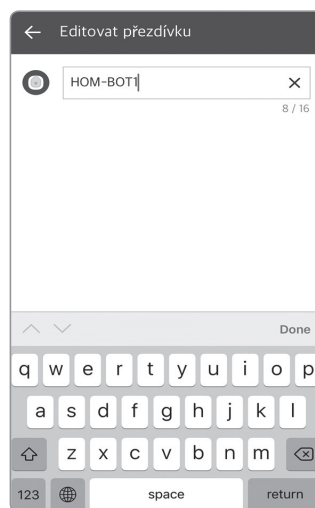 Editovat přezdívku
HOM-BOT1
8 / 16
Done
q w e r t y u i o p
a s d f g h j k l
z x c v b n m
123 space return